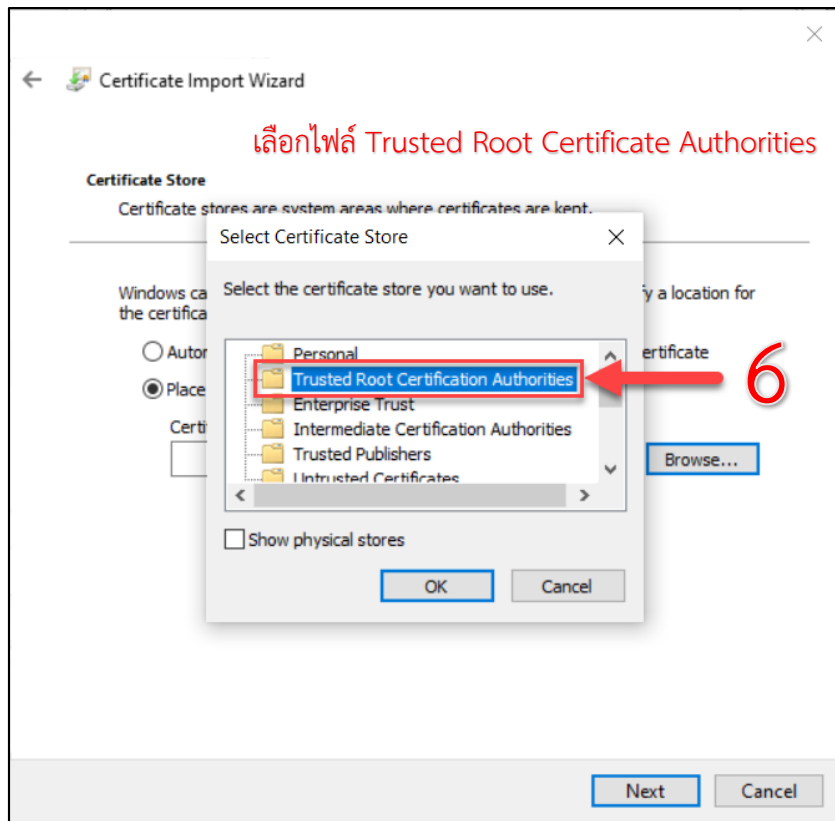 Certificate Import Wizard
เลือกไฟล์ Trusted Root Certificate Authorities
Certificate Store
Certificate stores are system areas where certificates are kept.
Select Certificate Store
Windows ca
Select the certificate store you want to use.
fy a location for
the certifica
Autor
Personal
ertificate
Trusted Root Certification Authorities
6
Place
Enterprise Trust
Certi
Intermediate Certification Authorities
Trusted Publishers
Browse...
Untrusted Certificates
Show physical stores
OK
Cancel
Next
Cancel